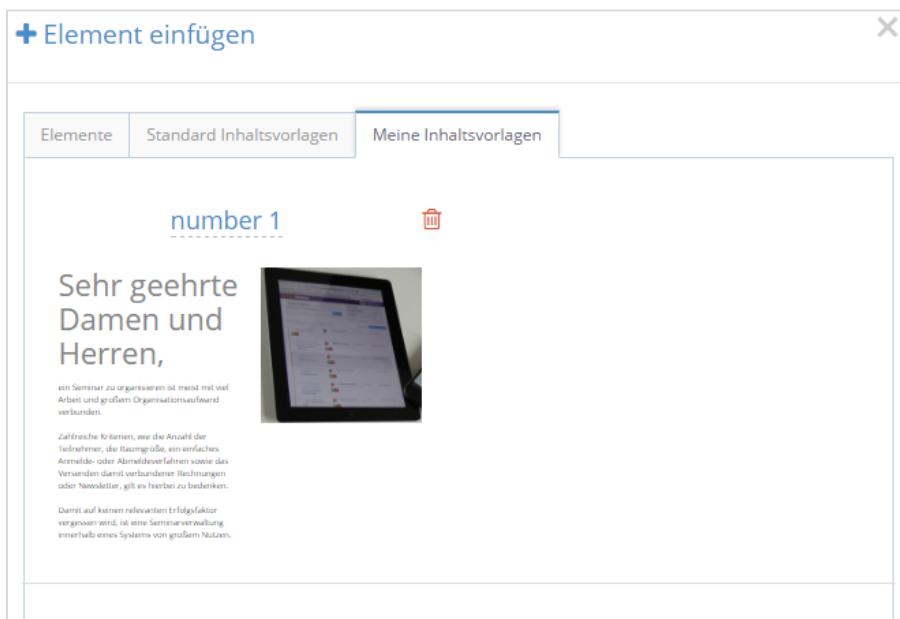 Element einfügen
Elemente Standard Inhaltsvorlagen Meine Inhaltsvorlagen
number 1
Sehr geehrte
Damen und
Herren,
ein Seminar zu organisieren ist meist mit viel
Arbeit und großem Organisationsaufwand
verbunden.
Zahlreiche Kriterien, wie die Anzahl der
Teilnehmer, die Raumgröße, ein einfaches
Anmelde- oder Abmeldeverfahren sowie das
Versenden damit verbundener Rechnungen
oder Newsletter, gilt es hierbei zu bedenken.
Damit auf keinen relevanten Erfolgsfaktor
vergessen wird, ist eine Seminarverwaltung
innerhalb eines Systems von großem Nutzen.